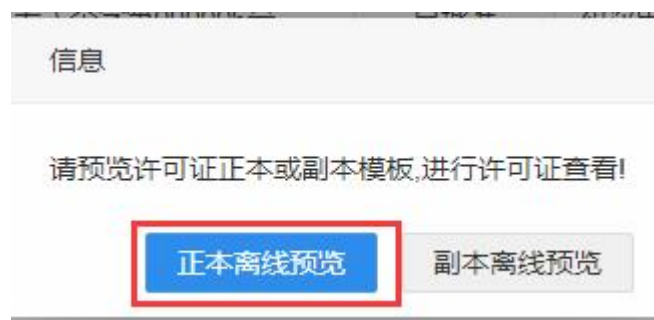 信息
请预览许可证正本或副本模板,进行许可证查看!
正本离线预览 副本离线预览